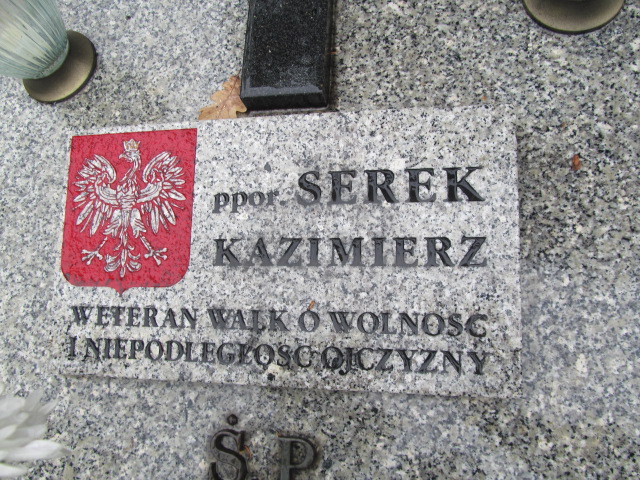 ppor. SEREK
KAZIMIERZ
WETERAN WALK O WOLNOŚĆ
I NIEPODLEGŁOŚĆ OJCZYZNY
Ś P